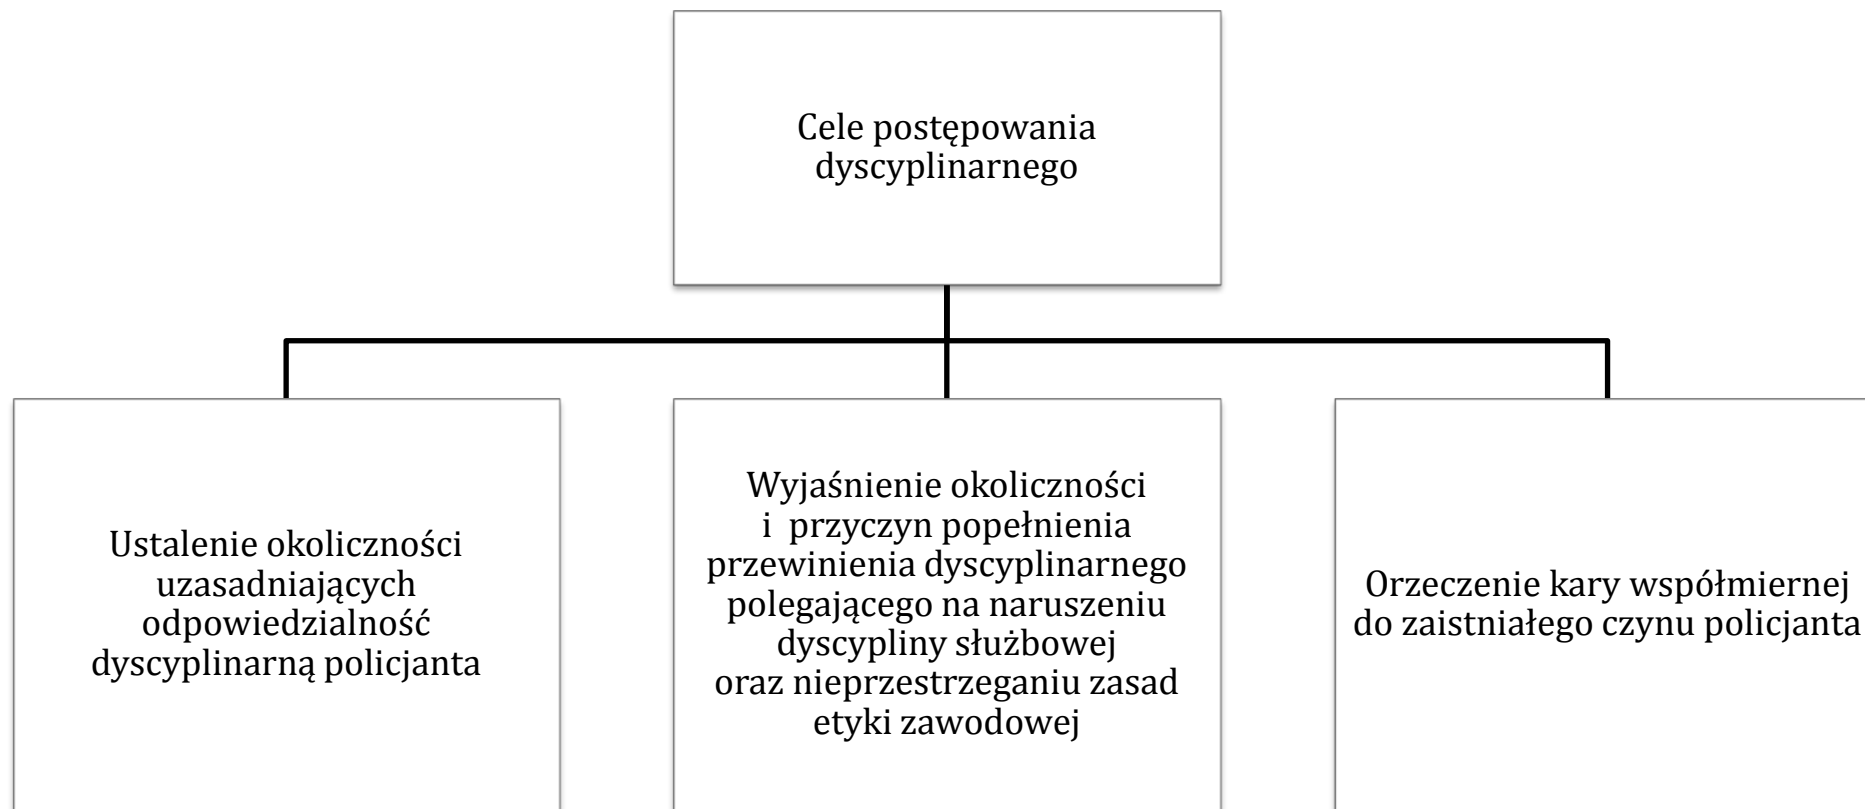 Cele postępowania
dyscyplinarnego
Ustalenie okoliczności
uzasadniających
odpowiedzialność
dyscyplinarną policjanta
Wyjaśnienie okoliczności
i  przyczyn popełnienia
przewinienia dyscyplinarnego
polegającego na naruszeniu
dyscypliny służbowej
oraz nieprzestrzeganiu zasad
etyki zawodowej
Orzeczenie kary współmiernej
do zaistniałego czynu policjanta